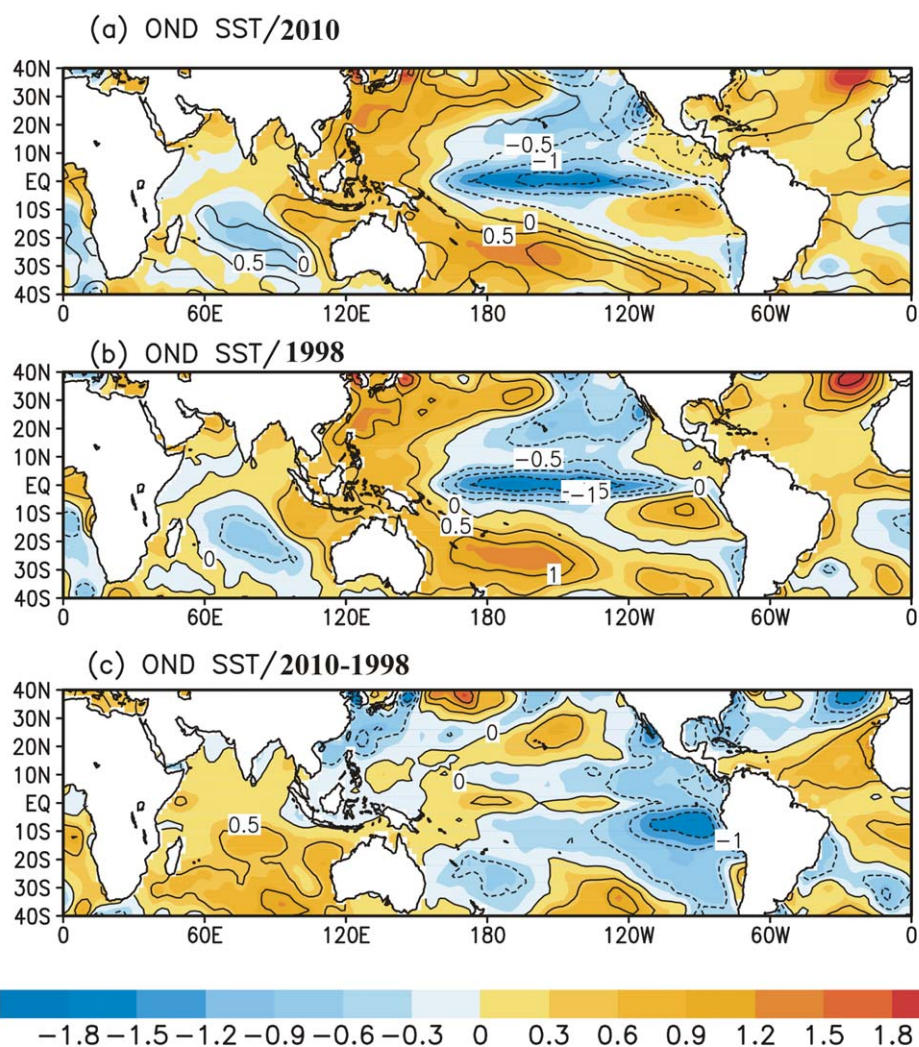 (a) OND SST/2010
40N
30N
20N
10N
EQ
10S
20S
30S
40S
-0.5
-1
0
0.5
0.5
0
0 60E 120E 180 120W 60W 0
(b) OND SST/1998
40N
30N
20N
10N
EQ
10S
20S
30S
40S
-0.5
0
0
0.5
0
1
0 60E 120E 180 120W 60W 0
(c) OND SST/2010-1998
40N
30N
20N
10N
EQ
10S
20S
30S
40S
0
0
0.5
-1
0 60E 120E 180 120W 60W 0
-1.8 -1.5 -1.2 -0.9 -0.6 -0.3 0 0.3 0.6 0.9 1.2 1.5 1.8